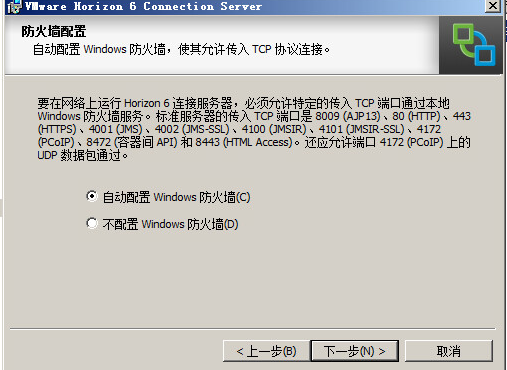 VMware Horizon 6 Connection Server
防火墙配置
自动配置 Windows 防火墙，使其允许传入 TCP 协议连接。
要在网络上运行 Horizon 6 连接服务器，必须允许特定的传入 TCP 端口通过本地
Windows 防火墙服务。标准服务器的传入 TCP 端口是 8009 (AJP13)、80 (HTTP)、443
(HTTPS)、4001 (JMS)、4002 (JMS-SSL)、4100 (JMSIR)、4101 (JMSIR-SSL)、4172
(PCoIP)、8472 (容器间 API) 和 8443 (HTML Access)。还应允许端口 4172 (PCoIP) 上的
UDP 数据包通过。
自动配置 Windows 防火墙(C)
不配置 Windows 防火墙(D)
< 上一步(B)
下一步(N) >
取消